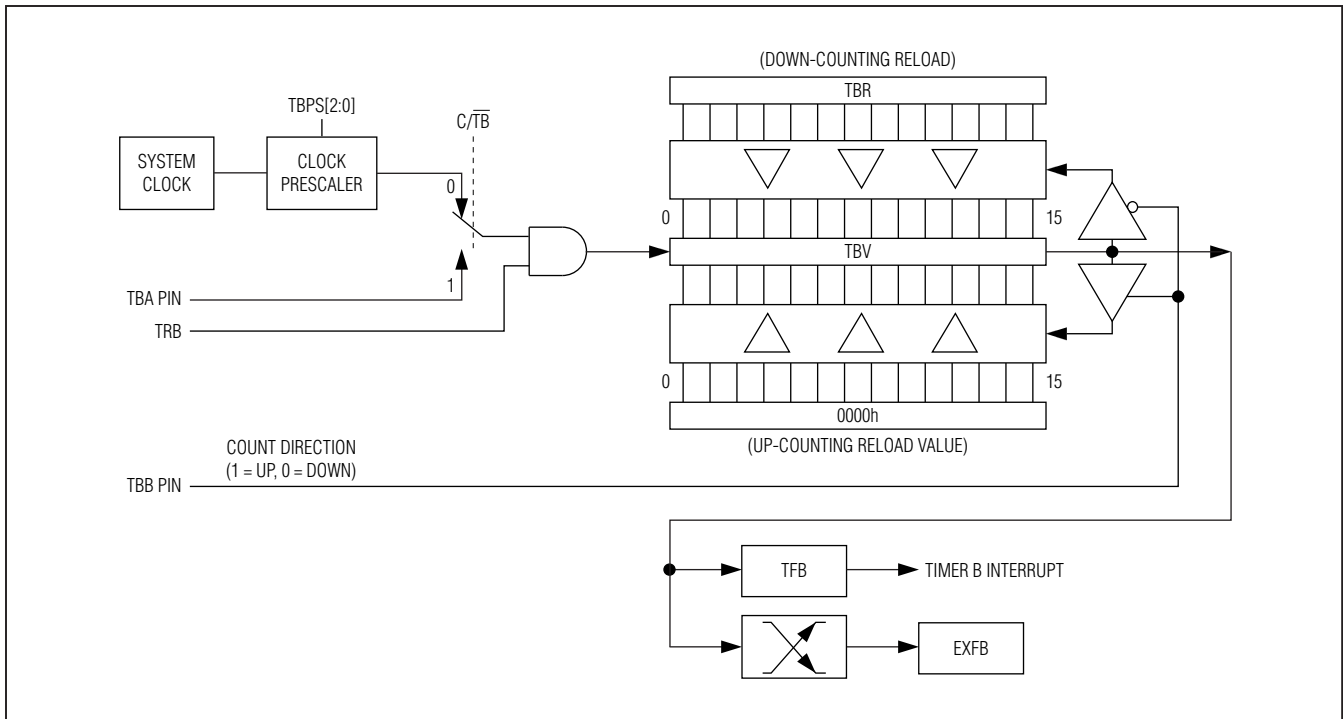 (DOWN-COUNTING RELOAD)
TBR
TBPS[2:0]
C/T̅B̅
SYSTEM
CLOCK
CLOCK
PRESCALER
0
0
15
TBV
1
TBA PIN
TRB
0
15
0000h
(UP-COUNTING RELOAD VALUE)
COUNT DIRECTION
(1 = UP, 0 = DOWN)
TBB PIN
TFB
TIMER B INTERRUPT
EXFB